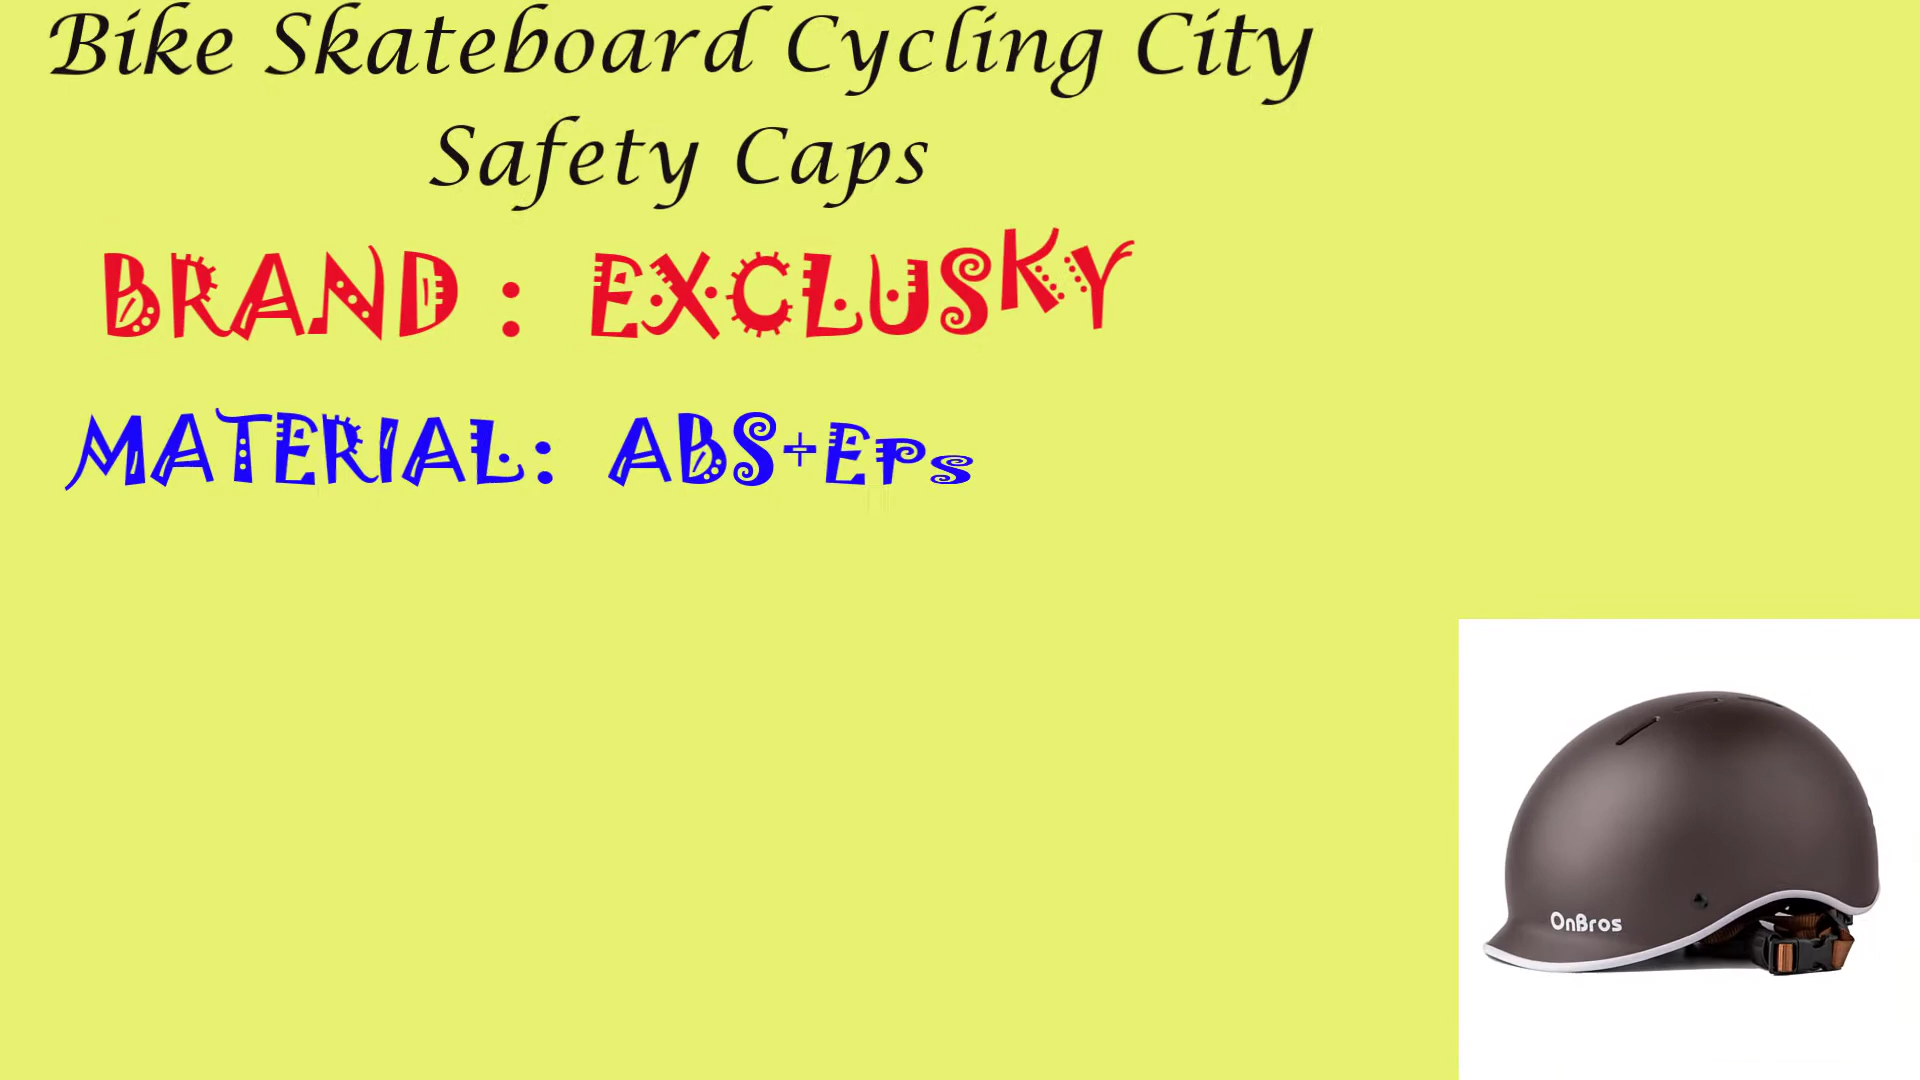 Bike Skateboard Cycling City
Safety Caps
BRAND : EXCLUSKY
MATERIAL: ABS+EPS
OnBros